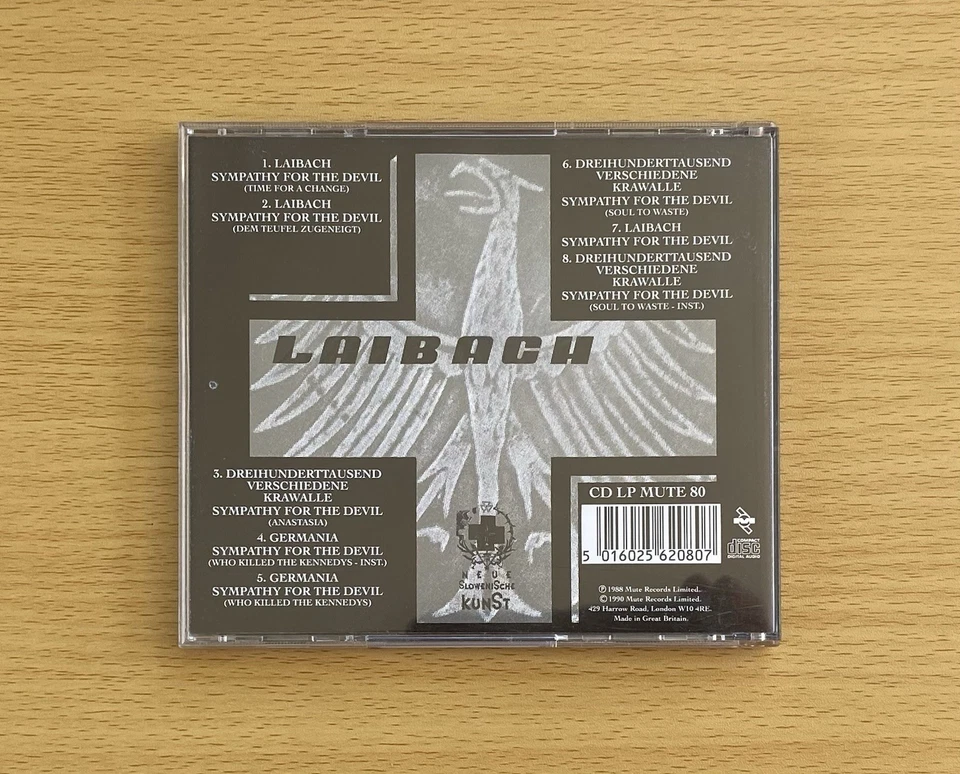 1. LAIBACH
SYMPATHY FOR THE DEVIL
(TIME FOR A CHANGE)
2. LAIBACH
SYMPATHY FOR THE DEVIL
(DEM TEUFEL ZUGENEIGT)
LAIBACH
3. DREIHUNDERTTAUSEND
VERSCHIEDENE
KRAWALLE
SYMPATHY FOR THE DEVIL
(ANASTASIA)
4. GERMANIA
SYMPATHY FOR THE DEVIL
(WHO KILLED THE KENNEDYS - INST.)
5. GERMANIA
SYMPATHY FOR THE DEVIL
(WHO KILLED THE KENNEDYS)
6. DREIHUNDERTTAUSEND
VERSCHIEDENE
KRAWALLE
SYMPATHY FOR THE DEVIL
(SOUL TO WASTE)
7. LAIBACH
SYMPATHY FOR THE DEVIL
8. DREIHUNDERTTAUSEND
VERSCHIEDENE
KRAWALLE
SYMPATHY FOR THE DEVIL
(SOUL TO WASTE - INST.)
NEUE
SLOWENISCHE
KUNST
CD LP MUTE 80
5 016025 620807
COMPACT
disc
DIGITAL AUDIO
℗ 1988 Mute Records Limited.
© 1990 Mute Records Limited.
429 Harrow Road, London W10 4RE.
Made in Great Britain.